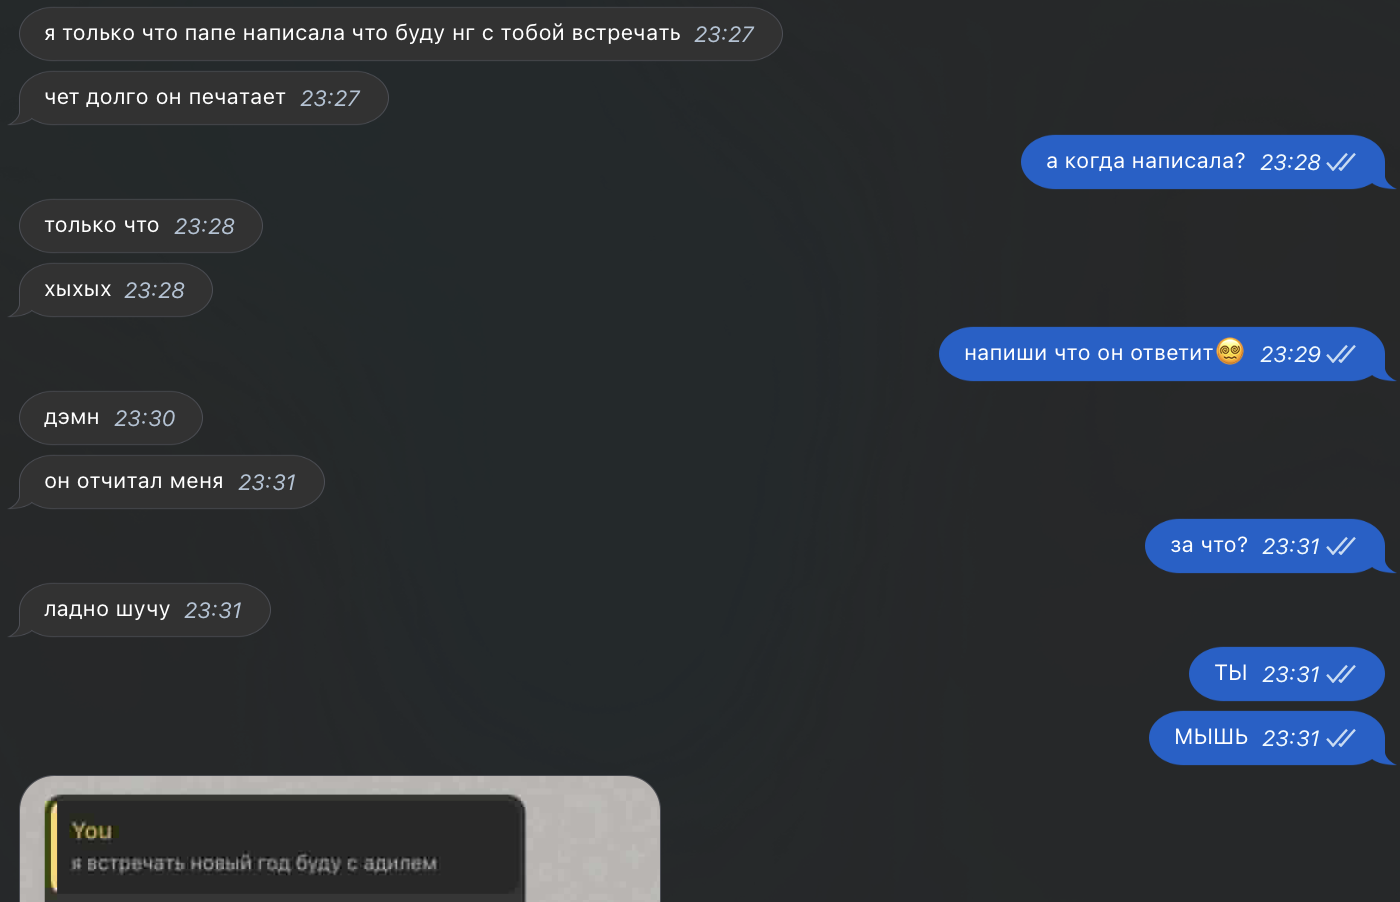 я только что папе написала что буду нг с тобой встречать 23:27
чет долго он печатает 23:27
а когда написала? 23:28
только что 23:28
хыхых 23:28
напиши что он ответит😵‍💫 23:29
дэмн 23:30
он отчитал меня 23:31
за что? 23:31
ладно шучу 23:31
ТЫ 23:31
МЫШЬ 23:31
You
я встречать новый год буду с адилем